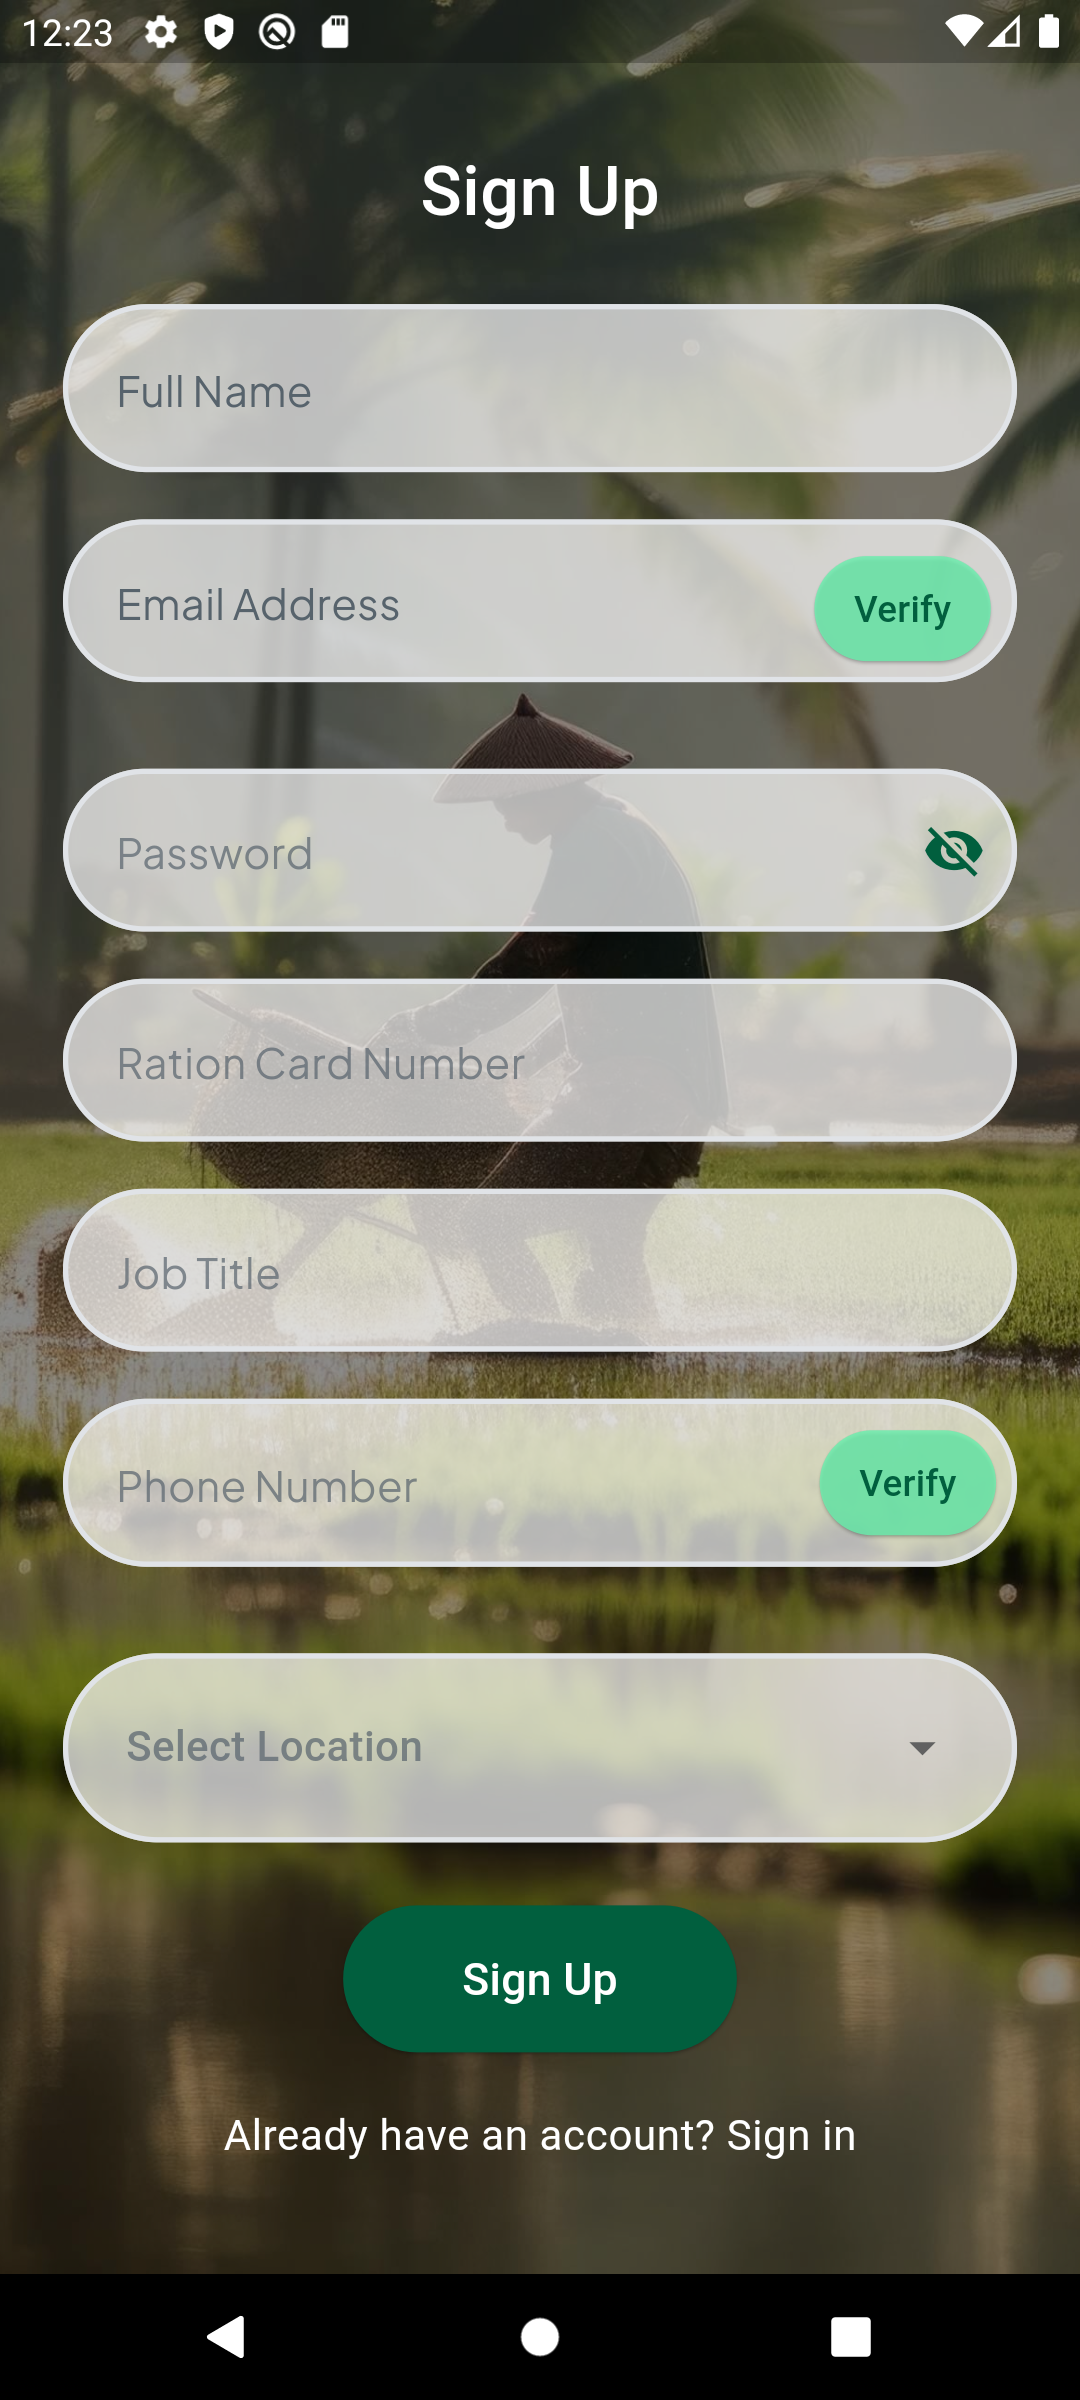 12:23
Sign Up
Full Name
Email Address
Verify
Password
Ration Card Number
Job Title
Phone Number
Verify
Select Location
Sign Up
Already have an account? Sign in